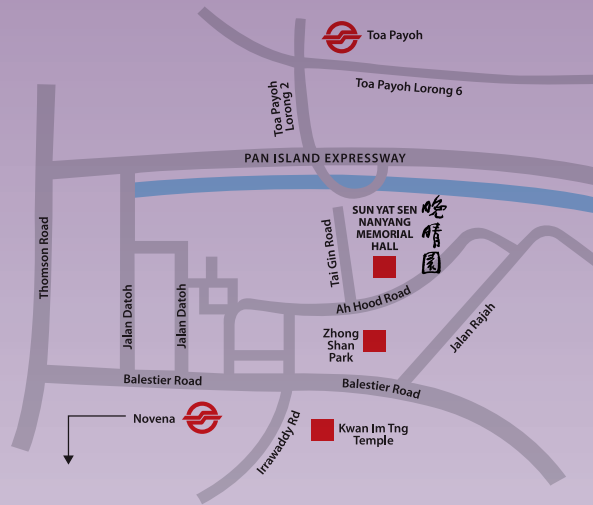 Toa Payoh
Toa Payoh Lorong 6
Toa Payoh
Lorong 2
PAN ISLAND EXPRESSWAY
SUN YAT SEN
NANYANG
MEMORIAL
HALL
晚晴園
Tai Gin Road
Thomson Road
Jalan Datoh
Jalan Datoh
Ah Hood Road
Zhong
Shan
Park
Jalan Rajah
Balestier Road
Balestier Road
Novena
Irrawaddy Rd
Kwan Im Tng
Temple